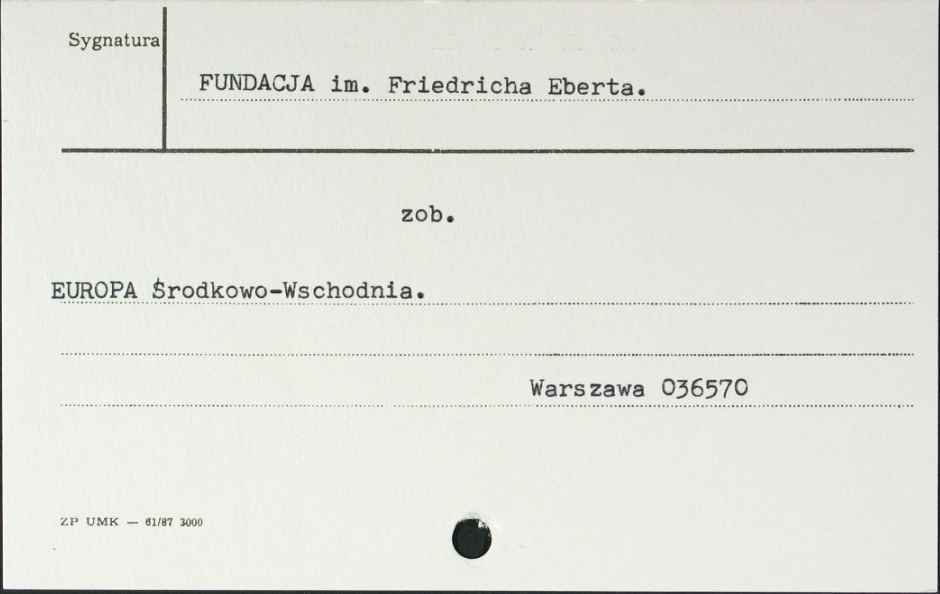 Sygnatura
FUNDACJA im. Friedricha Eberta.
zob.
EUROPA Środkowo-Wschodnia.
Warszawa 036570
ZP UMK — 61/87 3000